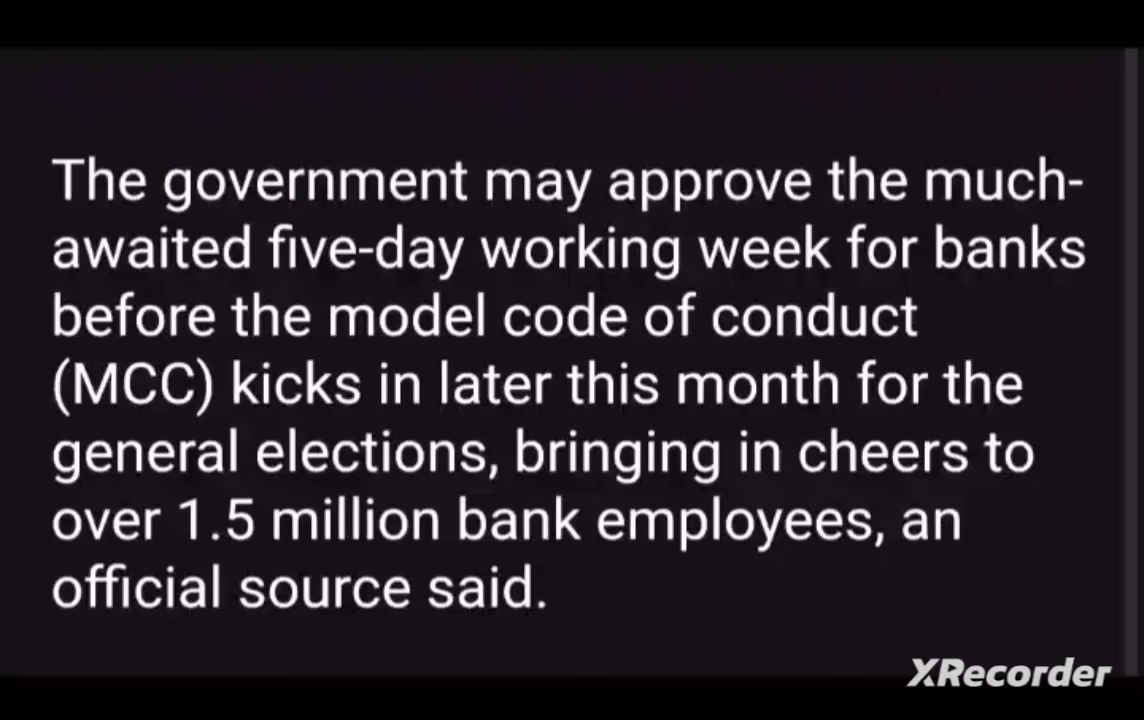 The government may approve the much-
awaited five-day working week for banks
before the model code of conduct
(MCC) kicks in later this month for the
general elections, bringing in cheers to
over 1.5 million bank employees, an
official source said.
XRecorder